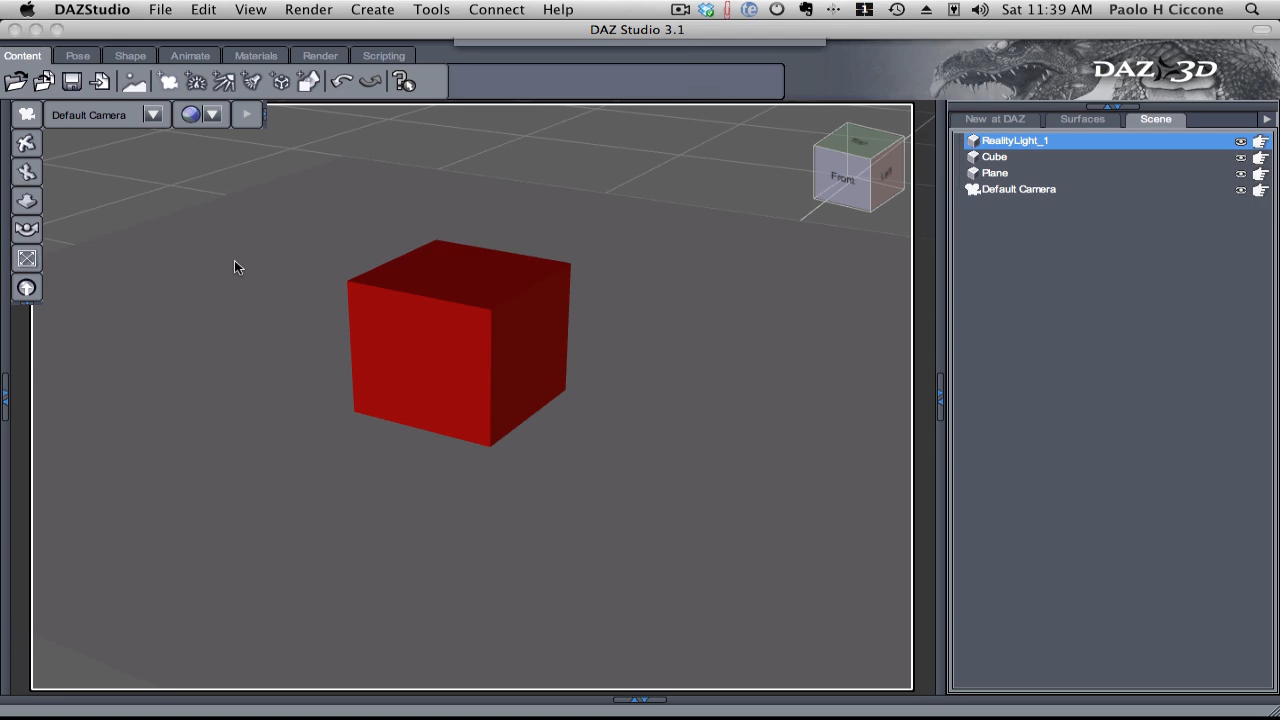 DAZStudio File Edit View Render Create Tools Connect Help Sat 11:39 AM Paolo H Ciccone
DAZ Studio 3.1
Content Pose Shape Animate Materials Render Scripting
DAZ 3D
Default Camera
New at DAZ Surfaces Scene
RealityLight_1
Cube
Plane
Default Camera
Front Left